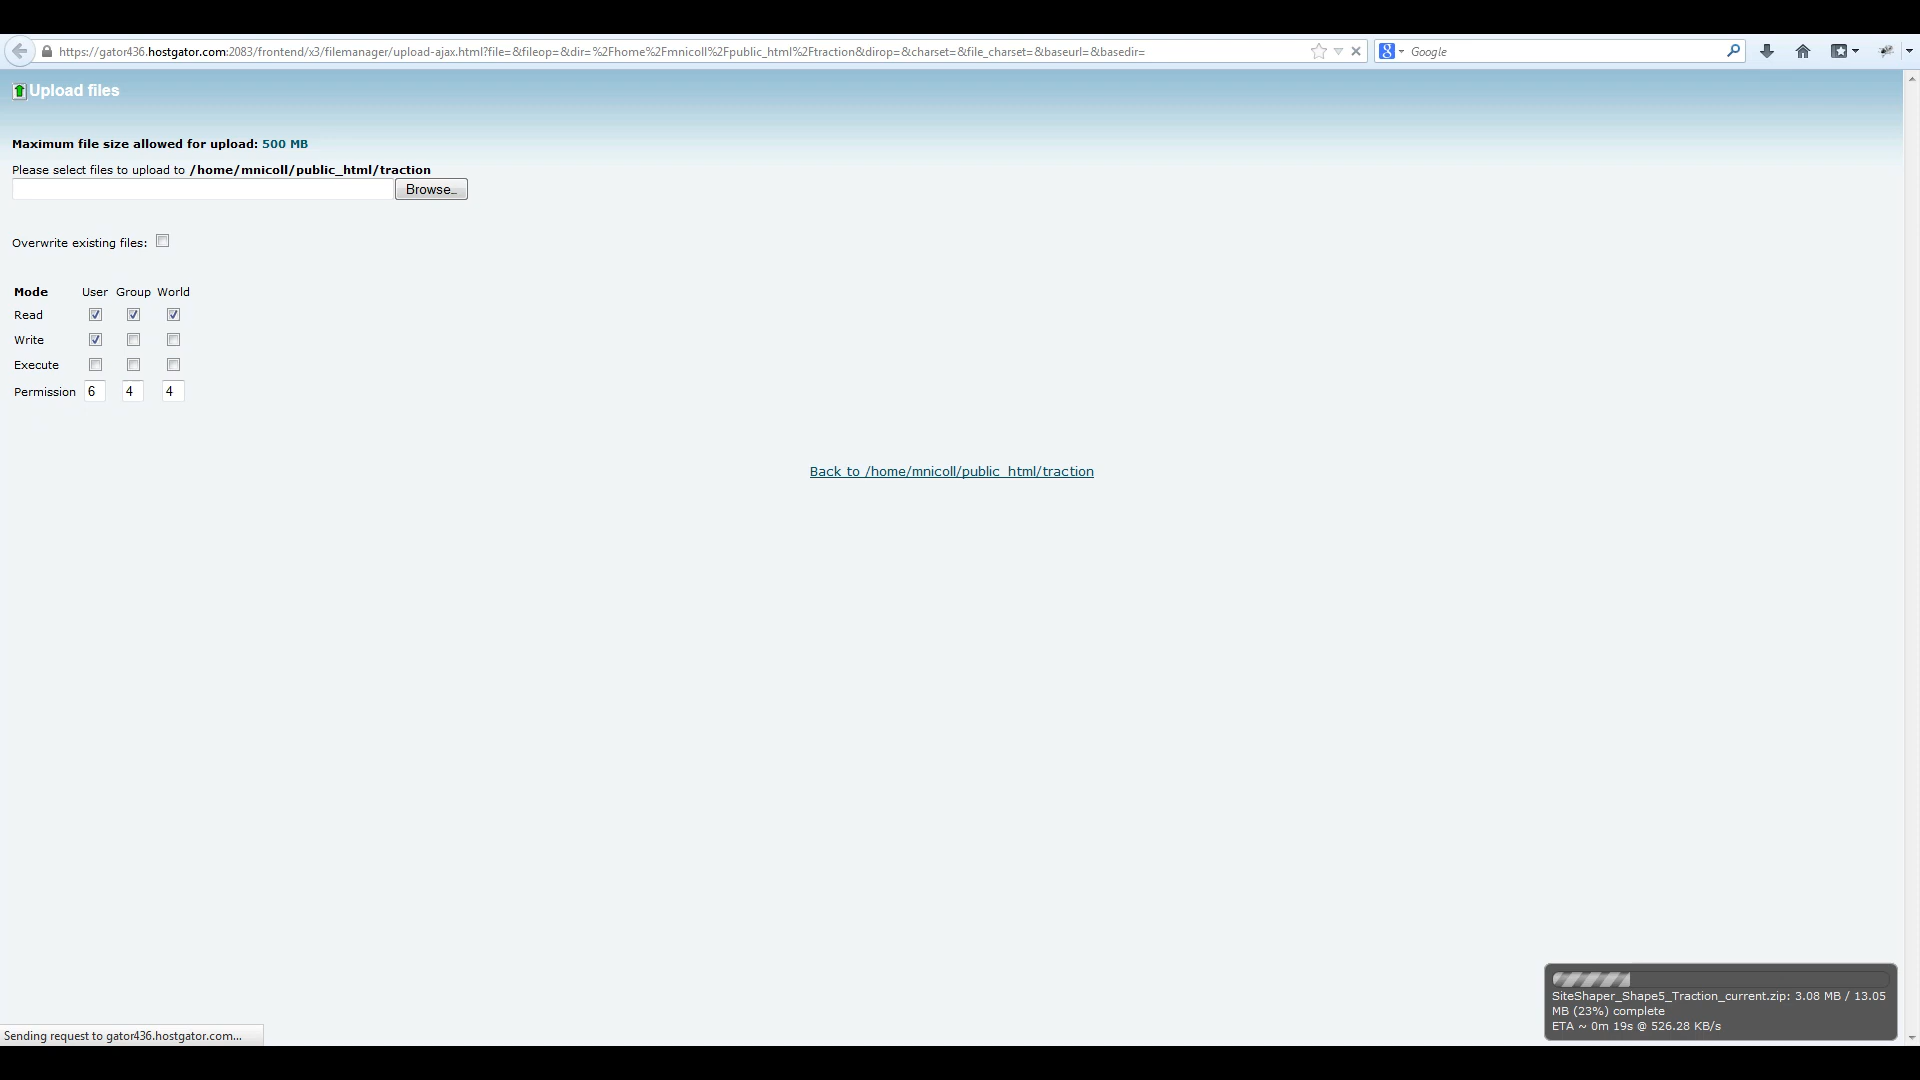 https://gator436.hostgator.com:2083/frontend/x3/filemanager/upload-ajax.html?file=&fileop=&dir=%2Fhome%2Fmnicoll%2Fpublic_html%2Ftraction&dirop=&charset=&file_charset=&baseurl=&basedir=
8 Google
Upload files
Maximum file size allowed for upload: 500 MB
Please select files to upload to /home/mnicoll/public_html/traction
Browse...
Overwrite existing files:
Mode User Group World
Read
Write
Execute
Permission 6 4 4
Back to /home/mnicoll/public_html/traction
SiteShaper_Shape5_Traction_current.zip: 3.08 MB / 13.05
MB (23%) complete
ETA ~ 0m 19s @ 526.28 KB/s
Sending request to gator436.hostgator.com...